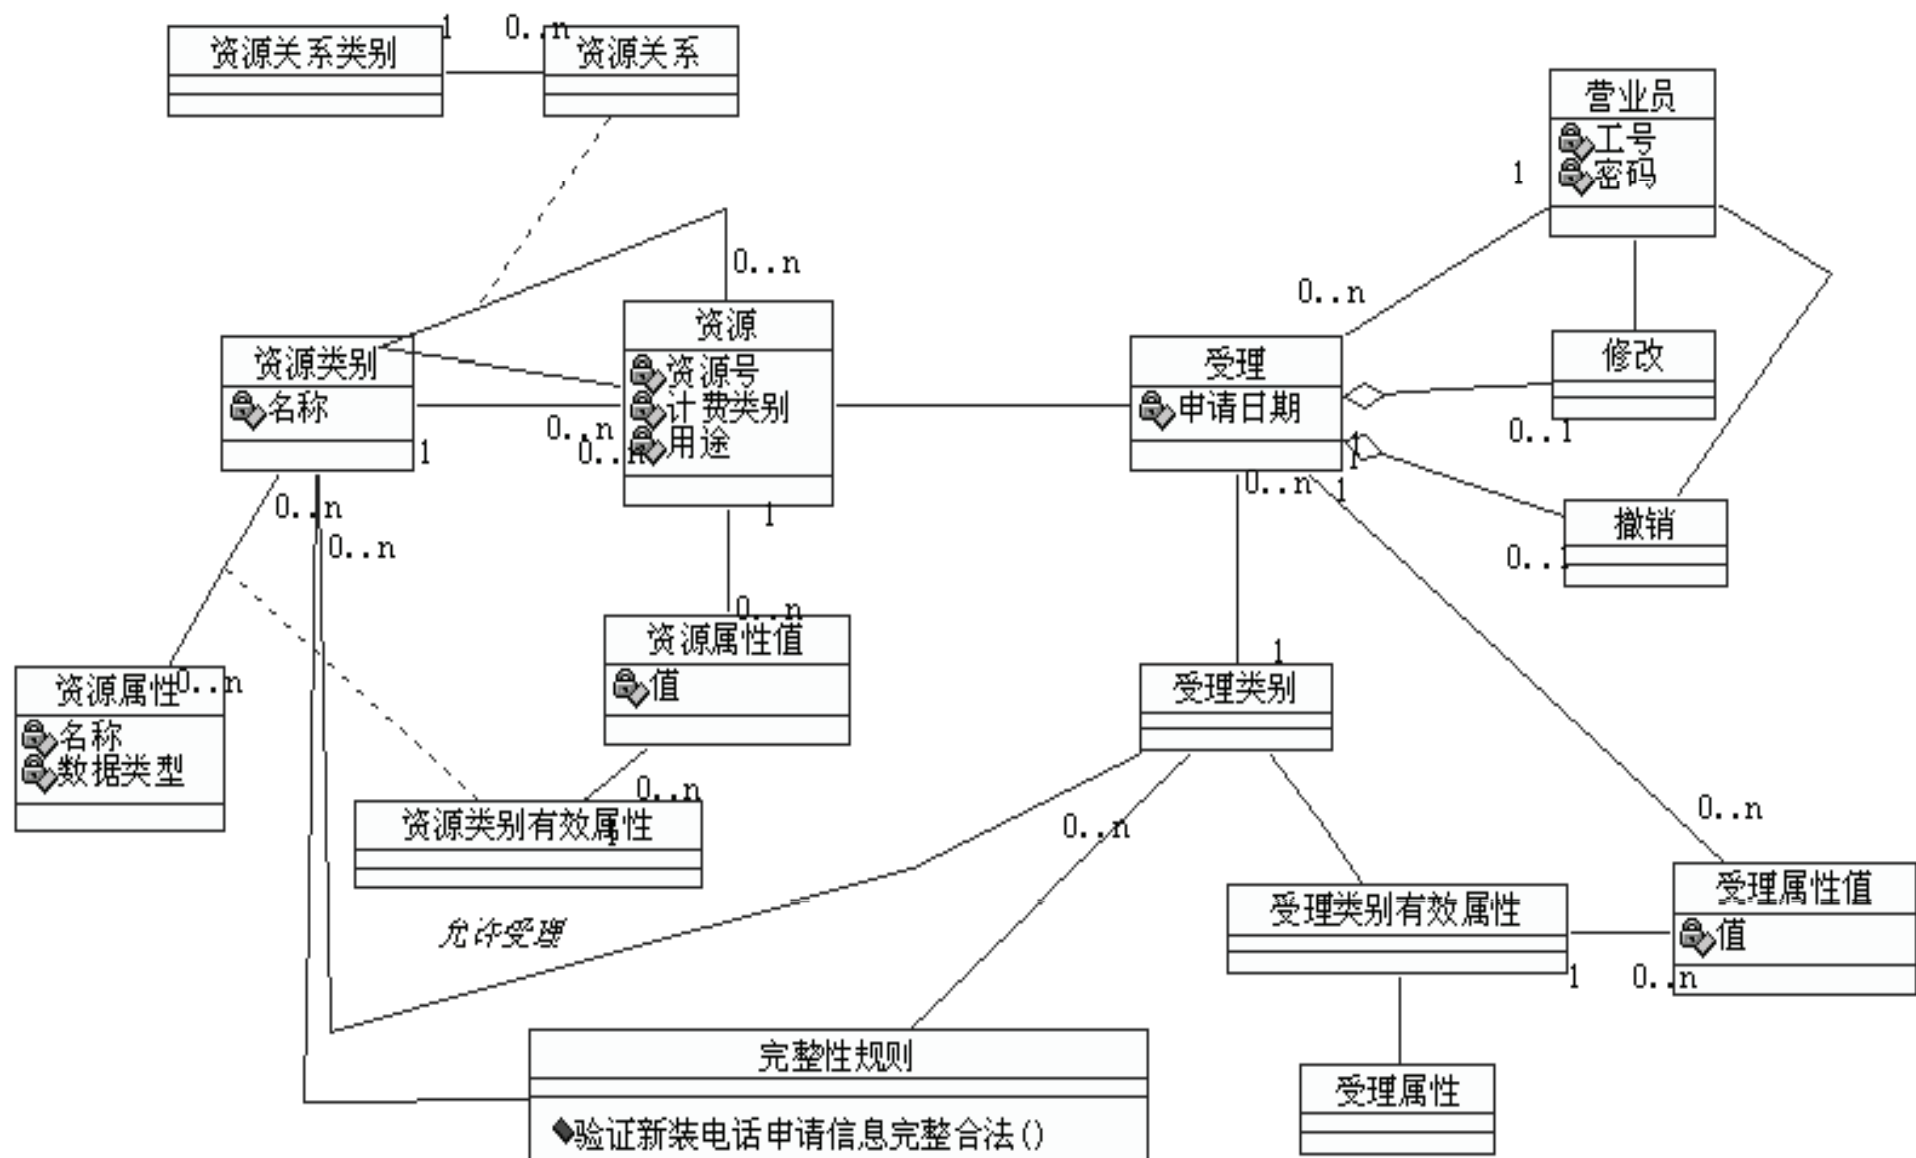 资源关系类别
1
0..n
资源关系
营业员
工号
密码
1
0..n
0..n
资源
资源号
计费类别
用途
资源类别
名称
1
0..n
0..n
受理
申请日期
修改
0..1
1
0..n
1
撤销
0..1
0..n
0..n
1
0..n
资源属性值
值
资源属性
0..n
名称
数据类型
1
受理类别
0..n
资源类别有效属性
1
0..n
0..n
允许受理
受理类别有效属性
1
0..n
受理属性值
值
完整性规则
验证新装电话申请信息完整合法()
受理属性